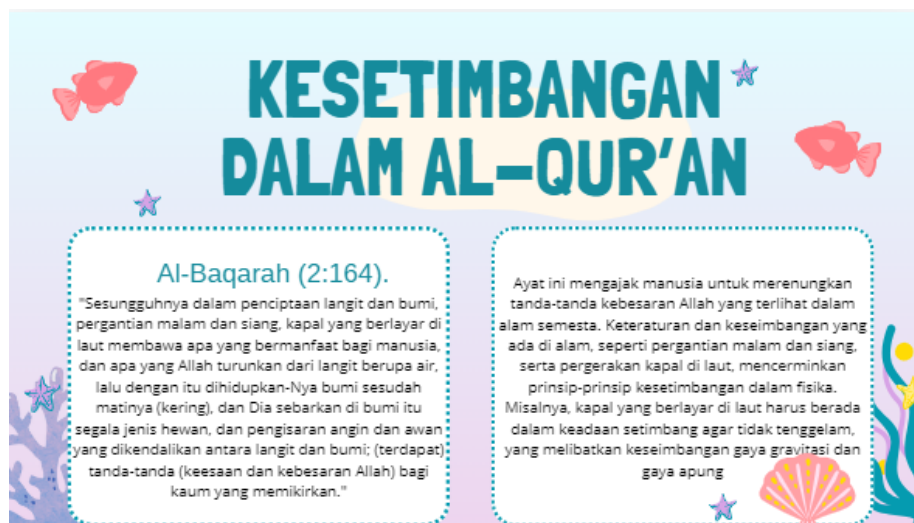 KESETIMBANGAN
DALAM AL-QUR'AN
Al-Baqarah (2:164).
"Sesungguhnya dalam penciptaan langit dan bumi,
pergantian malam dan siang, kapal yang berlayar di
laut membawa apa yang bermanfaat bagi manusia,
dan apa yang Allah turunkan dari langit berupa air,
lalu dengan itu dihidupkan-Nya bumi sesudah
matinya (kering), dan Dia sebarkan di bumi itu
segala jenis hewan, dan pengisaran angin dan awan
yang dikendalikan antara langit dan bumi; (terdapat)
tanda-tanda (keesaan dan kebesaran Allah) bagi
kaum yang memikirkan."
Ayat ini mengajak manusia untuk merenungkan
tanda-tanda kebesaran Allah yang terlihat dalam
alam semesta. Keteraturan dan keseimbangan yang
ada di alam, seperti pergantian malam dan siang,
serta pergerakan kapal di laut, mencerminkan
prinsip-prinsip kesetimbangan dalam fisika.
Misalnya, kapal yang berlayar di laut harus berada
dalam keadaan setimbang agar tidak tenggelam,
yang melibatkan keseimbangan gaya gravitasi dan
gaya apung